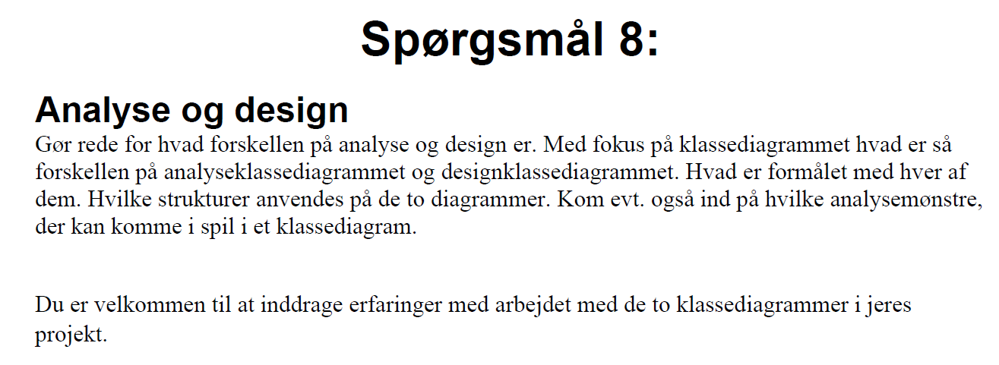 Spørgsmål 8:
Analyse og design
Gør rede for hvad forskellen på analyse og design er. Med fokus på klassediagrammet hvad er så
forskellen på analyseklassediagrammet og designklassediagrammet. Hvad er formålet med hver af
dem. Hvilke strukturer anvendes på de to diagrammer. Kom evt. også ind på hvilke analysemønstre,
der kan komme i spil i et klassediagram.
Du er velkommen til at inddrage erfaringer med arbejdet med de to klassediagrammer i jeres
projekt.